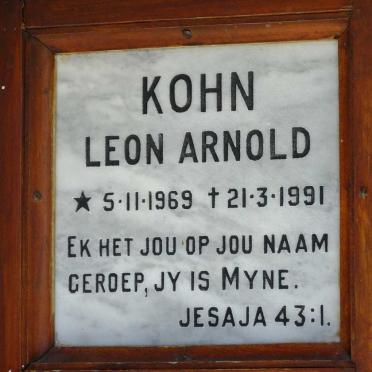 KOHN
LEON ARNOLD
★ 5·11·1969 † 21·3·1991
EK HET JOU OP JOU NAAM
GEROEP, JY IS MYNE.
JESAJA 43:1.